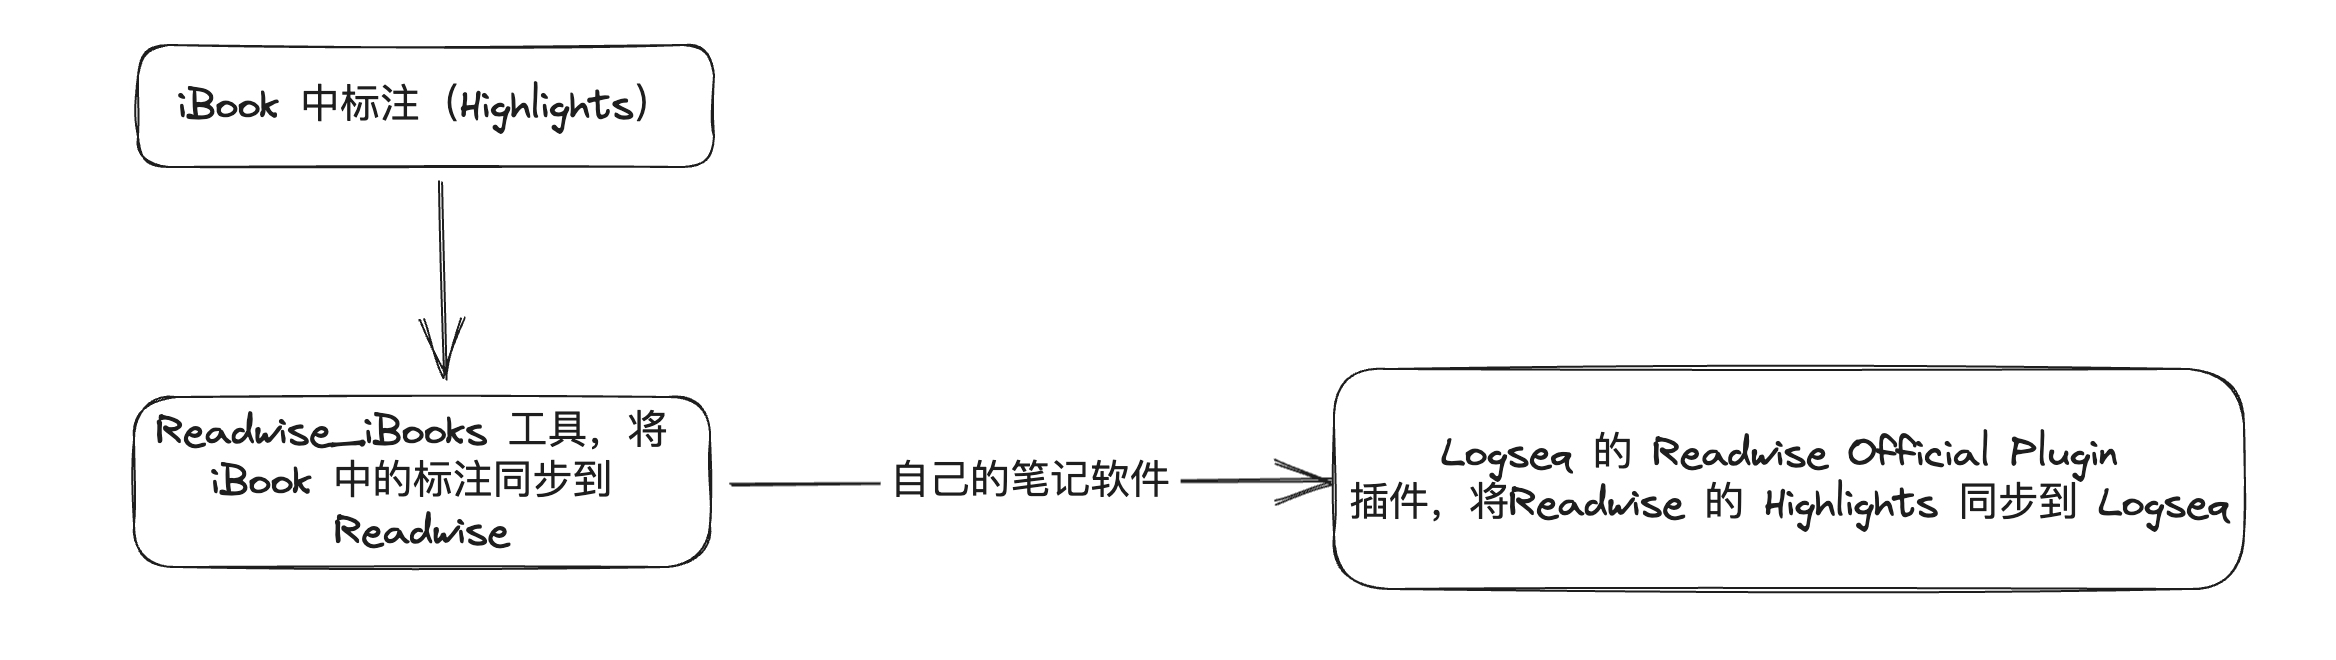 iBook 中标注（Highlights）
Readwise_iBooks 工具，将
iBook 中的标注同步到
Readwise
自己的笔记软件
Logseq 的 Readwise Official Plugin
插件，将Readwise 的 Highlights 同步到 Logseq